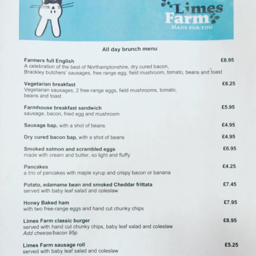 Limes
Farm
MADE FOR YOU
All day brunch menu
Farmers full English £8.95
A celebration of the best of Northamptonshire, dry cured bacon,
Brackley butchers' sausages, free range egg, field mushroom, tomato, beans and toast
Vegetarian breakfast £6.25
Vegetarian sausages, 2 free range eggs, field mushrooms, tomato,
beans and toast
Farmhouse breakfast sandwich £5.95
sausage, bacon, fried egg and mushroom
Sausage bap, with a shot of beans £4.95
Dry cured bacon bap, with a shot of beans £4.95
Smoked salmon and scrambled eggs £6.95
made with cream and butter, so light and fluffy
Pancakes £4.25
a trio of pancakes with maple syrup and crispy bacon or banana
Potato, edamame bean and smoked Cheddar frittata £7.45
served with baby leaf salad and coleslaw
Honey Baked ham £7.95
with two free-range eggs and hand cut chunky chips
Limes Farm classic burger £8.95
served with hand cut chunky chips, baby leaf salad and coleslaw
Add cheese/bacon 95p
Limes Farm sausage roll £5.25
served with baby leaf salad and coleslaw